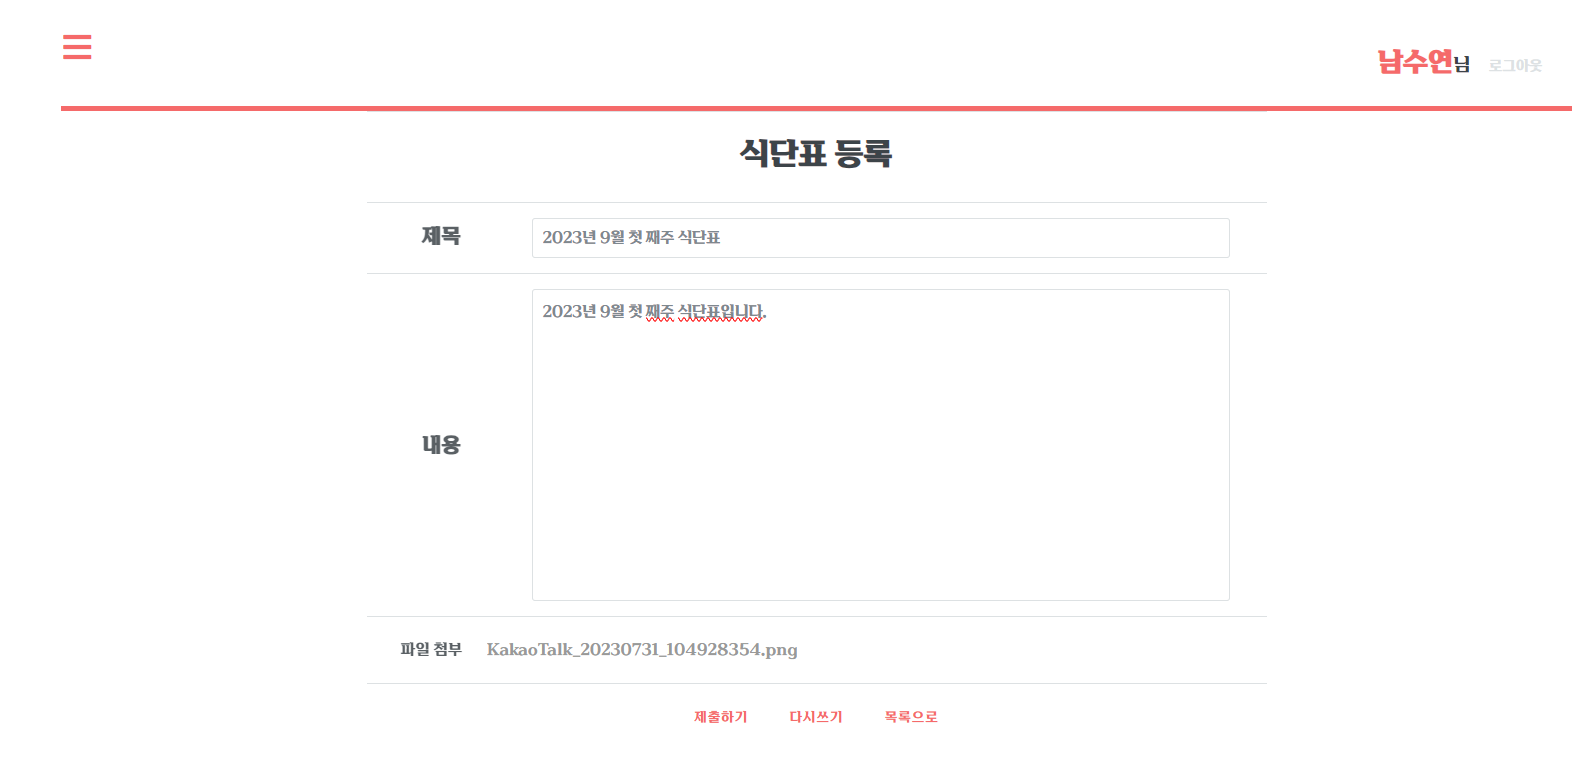 남수연님 로그아웃
식단표 등록
제목 2023년 9월 첫 째주 식단표
2023년 9월 첫 째주 식단표입니다.
내용
파일 첨부 KakaoTalk_20230731_104928354.png
제출하기 다시쓰기 목록으로